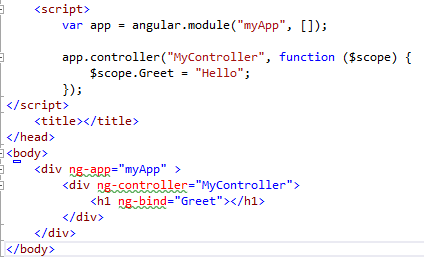 <script>
var app = angular.module("myApp", []);
app.controller("MyController", function ($scope) {
$scope.Greet = "Hello";
});
</script>
<title></title>
</head>
<body>
<div ng-app="myApp" >
<div ng-controller="MyController">
<h1 ng-bind="Greet"></h1>
</div>
</div>
</body>